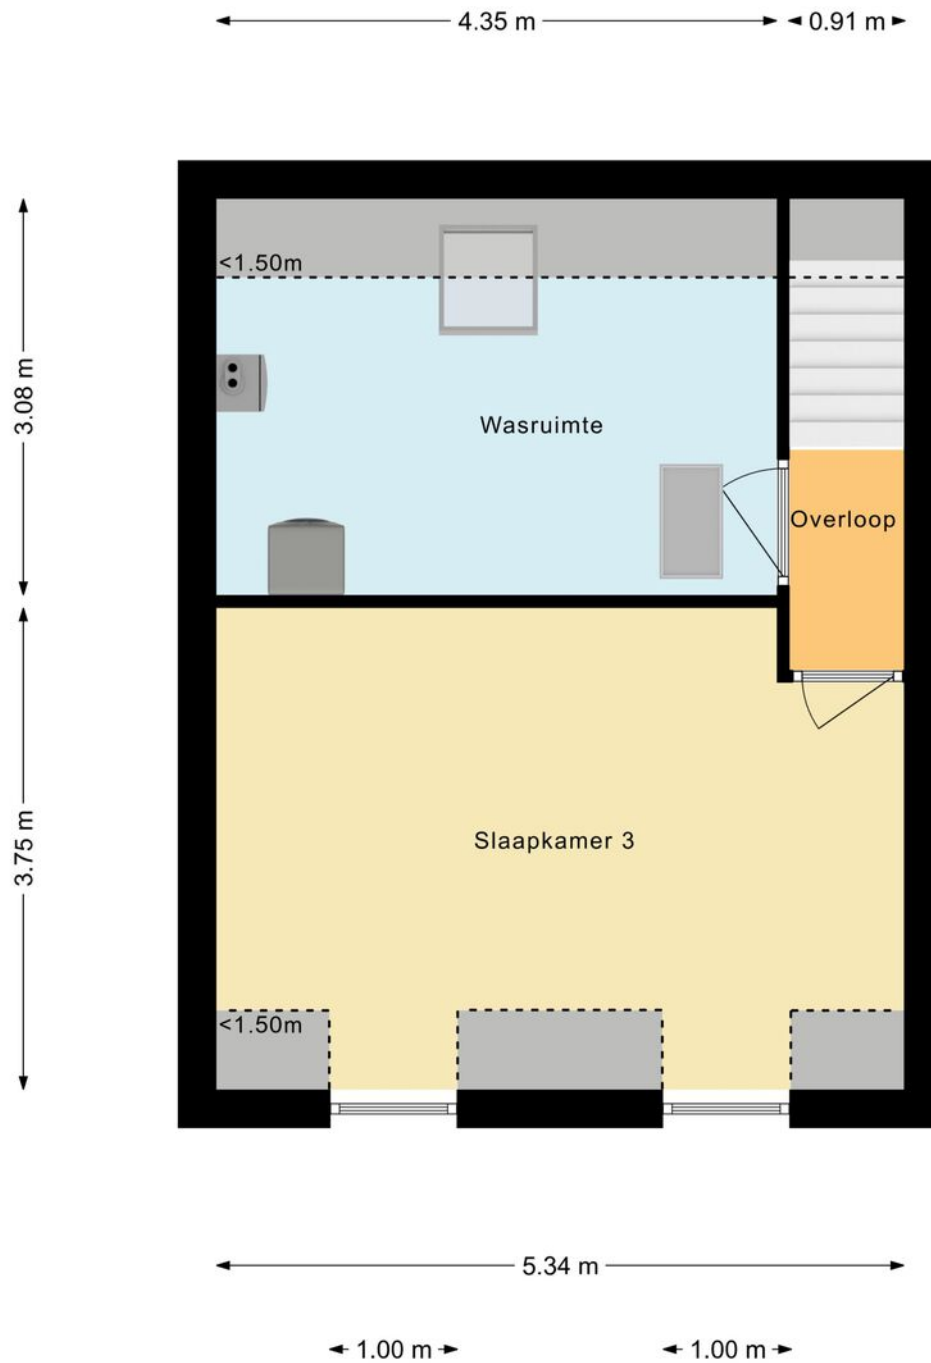 4.35 m
0.91 m
<1.50m
3.08 m
Wasruimte
Overloop
3.75 m
Slaapkamer 3
<1.50m
5.34 m
1.00 m
1.00 m